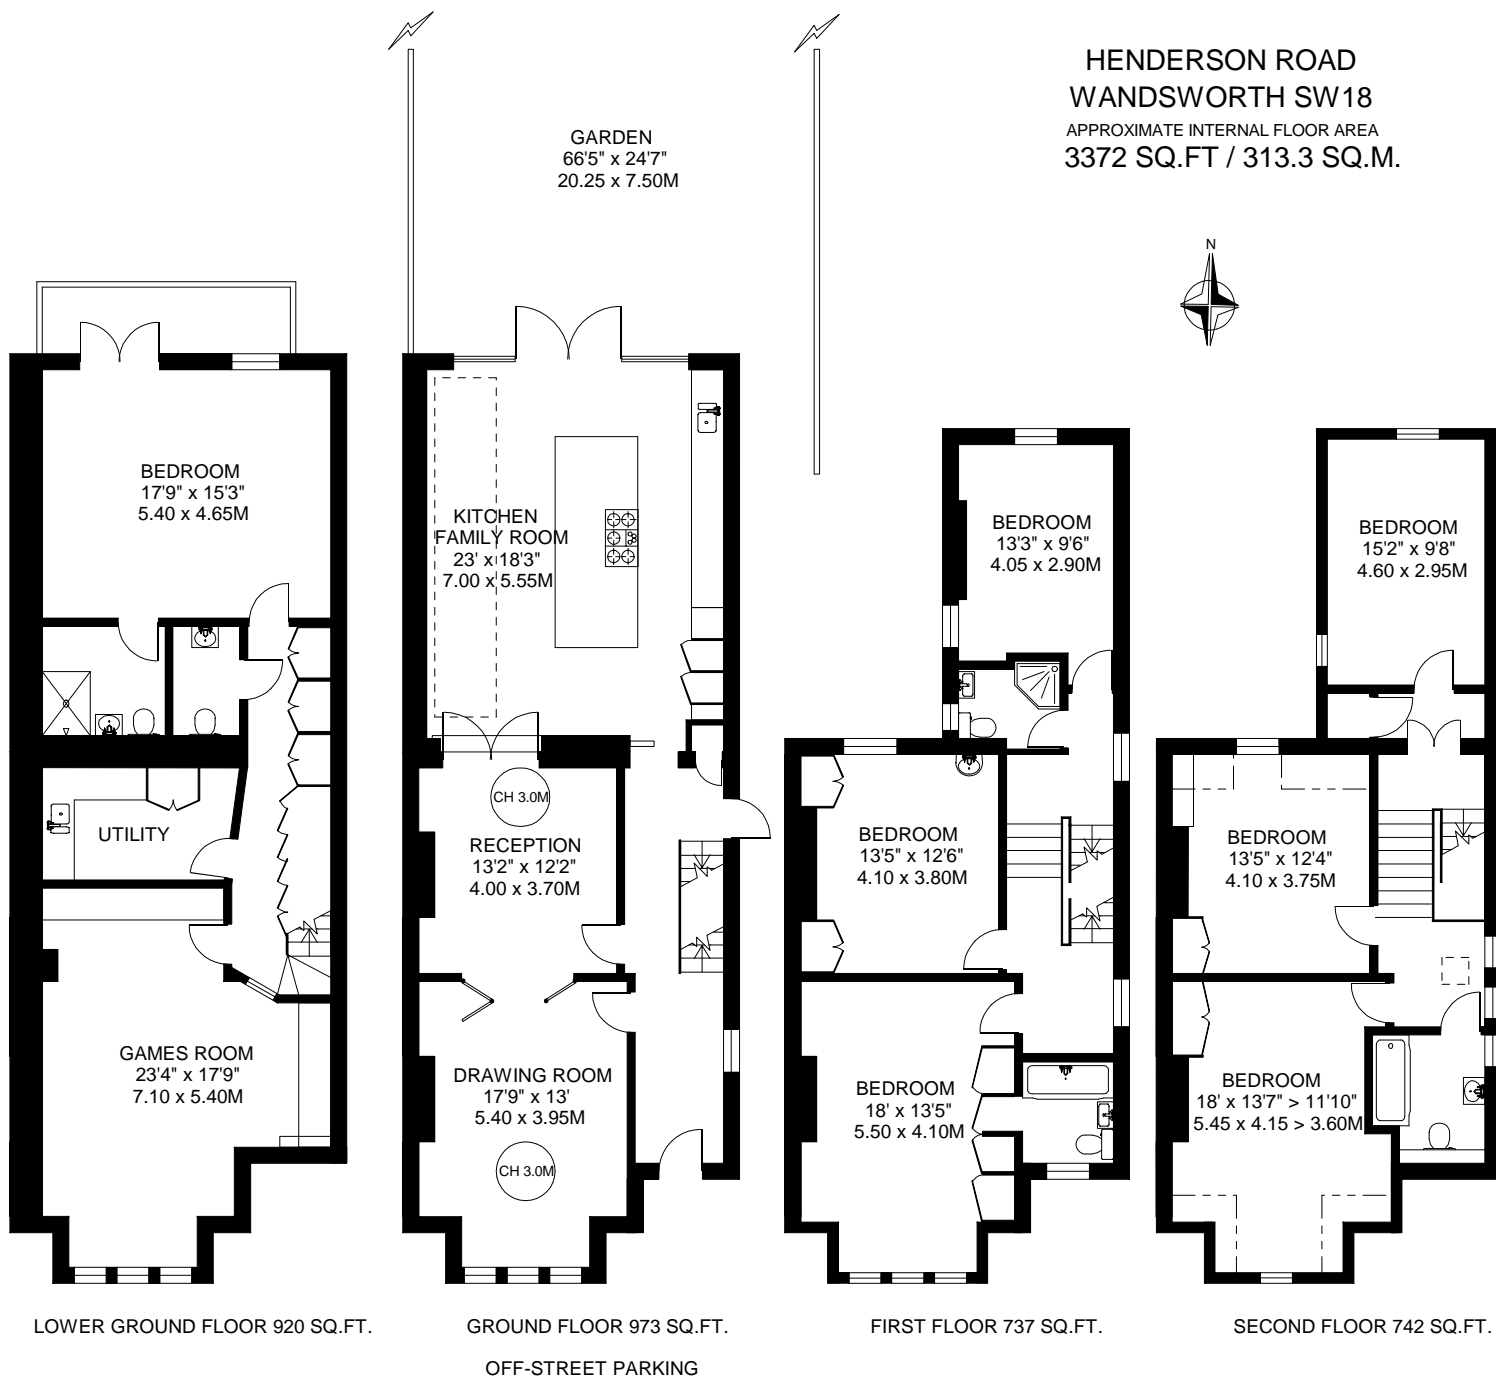 HENDERSON ROAD
WANDSWORTH SW18
APPROXIMATE INTERNAL FLOOR AREA
3372 SQ.FT / 313.3 SQ.M.
N
GARDEN
66'5" x 24'7"
20.25 x 7.50M
BEDROOM
17'9" x 15'3"
5.40 x 4.65M
UTILITY
GAMES ROOM
23'4" x 17'9"
7.10 x 5.40M
LOWER GROUND FLOOR 920 SQ.FT.
KITCHEN
FAMILY ROOM
23' x 18'3"
7.00 x 5.55M
CH 3.0M
RECEPTION
13'2" x 12'2"
4.00 x 3.70M
DRAWING ROOM
17'9" x 13'
5.40 x 3.95M
CH 3.0M
GROUND FLOOR 973 SQ.FT.
OFF-STREET PARKING
BEDROOM
13'3" x 9'6"
4.05 x 2.90M
BEDROOM
13'5" x 12'6"
4.10 x 3.80M
BEDROOM
18' x 13'5"
5.50 x 4.10M
FIRST FLOOR 737 SQ.FT.
BEDROOM
15'2" x 9'8"
4.60 x 2.95M
BEDROOM
13'5" x 12'4"
4.10 x 3.75M
BEDROOM
18' x 13'7" > 11'10"
5.45 x 4.15 > 3.60M
SECOND FLOOR 742 SQ.FT.